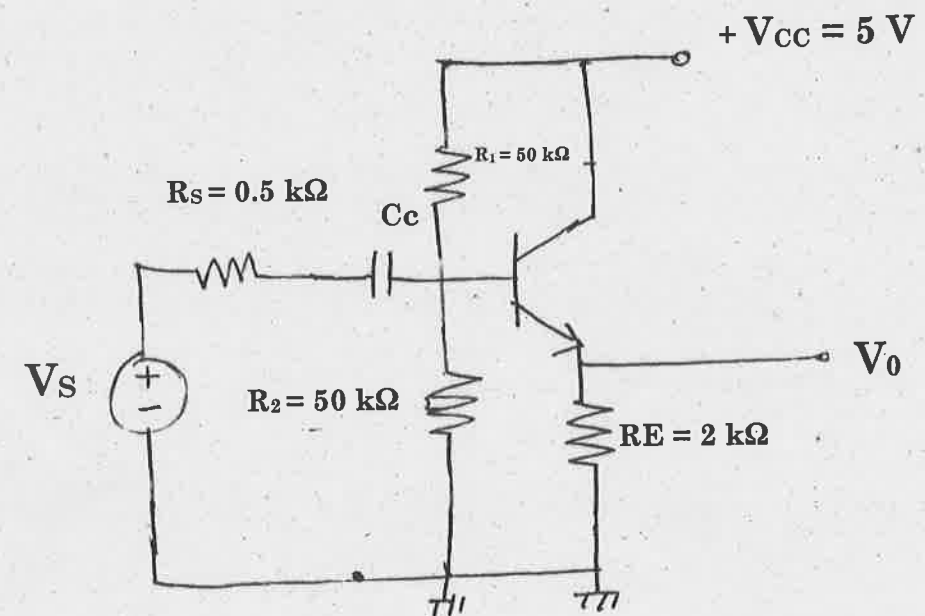 + VCC = 5 V
R₁ = 50 kΩ
RS = 0.5 kΩ
Cc
VS
+
−
R₂ = 50 kΩ
V0
RE = 2 kΩ